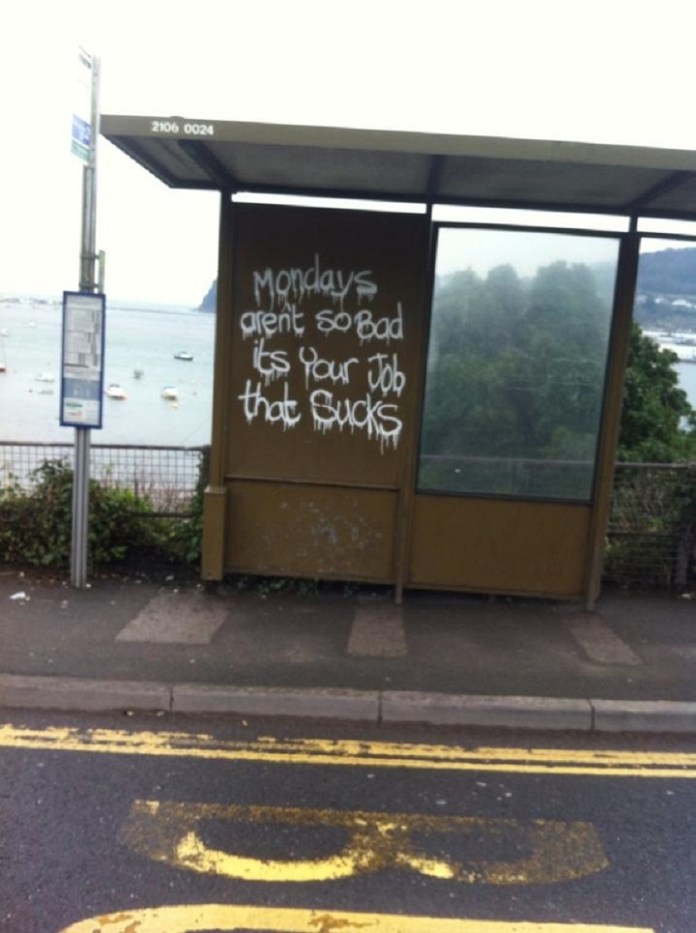 2106 0024
Mondays
aren't so Bad
its Your Job
that Sucks
B